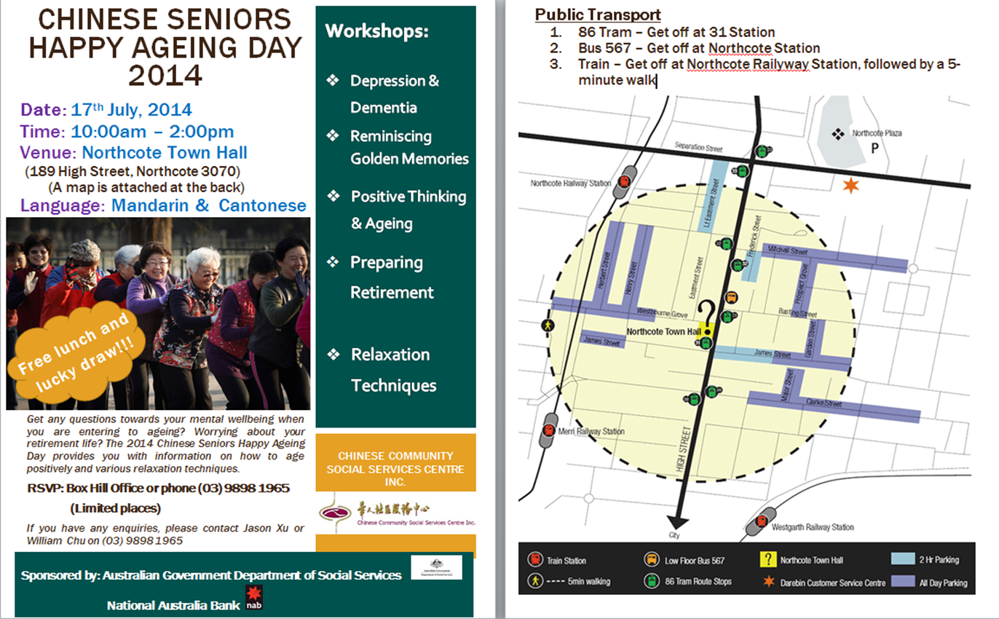 CHINESE SENIORS
HAPPY AGEING DAY
2014
Date: 17th July, 2014
Time: 10:00am – 2:00pm
Venue: Northcote Town Hall
(189 High Street, Northcote 3070)
(A map is attached at the back)
Language: Mandarin & Cantonese
Free lunch and
lucky draw!!!
Get any questions towards your mental wellbeing when
you are entering to ageing? Worrying about your
retirement life? The 2014 Chinese Seniors Happy Ageing
Day provides you with information on how to age
positively and various relaxation techniques.
RSVP: Box Hill Office or phone (03) 9898 1965
(Limited places)
If you have any enquiries, please contact Jason Xu or
William Chu on (03) 9898 1965
Workshops:
❖ Depression &
Dementia
❖ Reminiscing
Golden Memories
❖ Positive Thinking
& Ageing
❖ Preparing
Retirement
❖ Relaxation
Techniques
CHINESE COMMUNITY
SOCIAL SERVICES CENTRE
INC.
華人社區服務中心
Chinese Community Social Services Centre Inc.
Sponsored by: Australian Government Department of Social Services
Australian Government
Department of Social Services
National Australia Bank
nab
Public Transport
1. 86 Tram – Get off at 31 Station
2. Bus 567 – Get off at Northcote Station
3. Train – Get off at Northcote Railyway Station, followed by a 5-
minute walk
Northcote Plaza
P
Separation Street
Northcote Railway Station
Lt Eastment Street
Frederick Street
Mitchell Street
Herbert Street
Henley Street
Eastment Street
Prospect Grove
Westbourne Grove
?
Basting Street
Northcote Town Hall
James Street
Garden Street
James Street
Major Street
Clarke Street
Merri Railway Station
HIGH STREET
Westgarth Railway Station
City
Train Station
Low Floor Bus 567
? Northcote Town Hall
2 Hr Parking
5min walking
86 Tram Route Stops
Darebin Customer Service Centre
All Day Parking